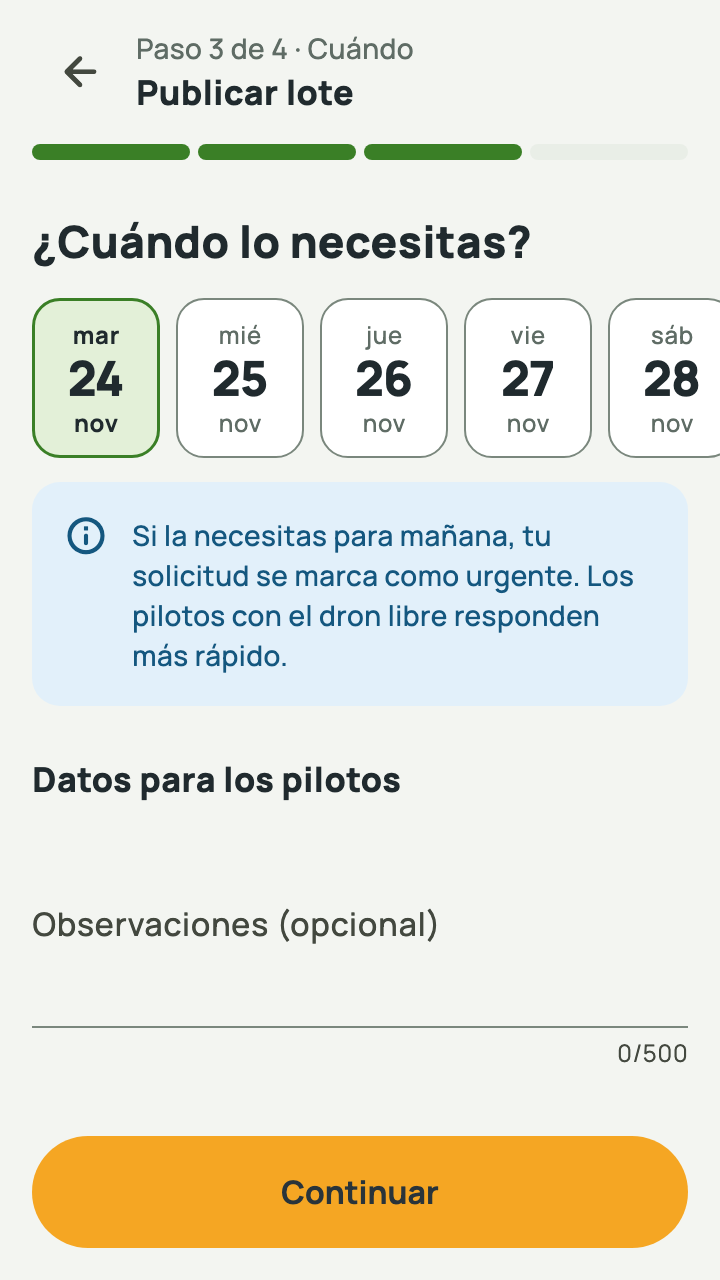 Paso 3 de 4 · Cuándo
Publicar lote
¿Cuándo lo necesitas?
mar
24
nov
mié
25
nov
jue
26
nov
vie
27
nov
sáb
28
nov
Si la necesitas para mañana, tu
solicitud se marca como urgente. Los
pilotos con el dron libre responden
más rápido.
Datos para los pilotos
Observaciones (opcional)
0/500
Continuar